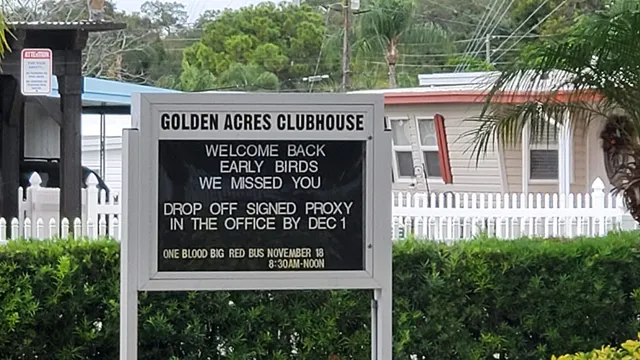 ATTENTION
GOLDEN ACRES CLUBHOUSE
WELCOME BACK
EARLY BIRDS
WE MISSED YOU
DROP OFF SIGNED PROXY
IN THE OFFICE BY DEC 1
ONE BLOOD BIG RED BUS NOVEMBER 18
8:30AM-NOON